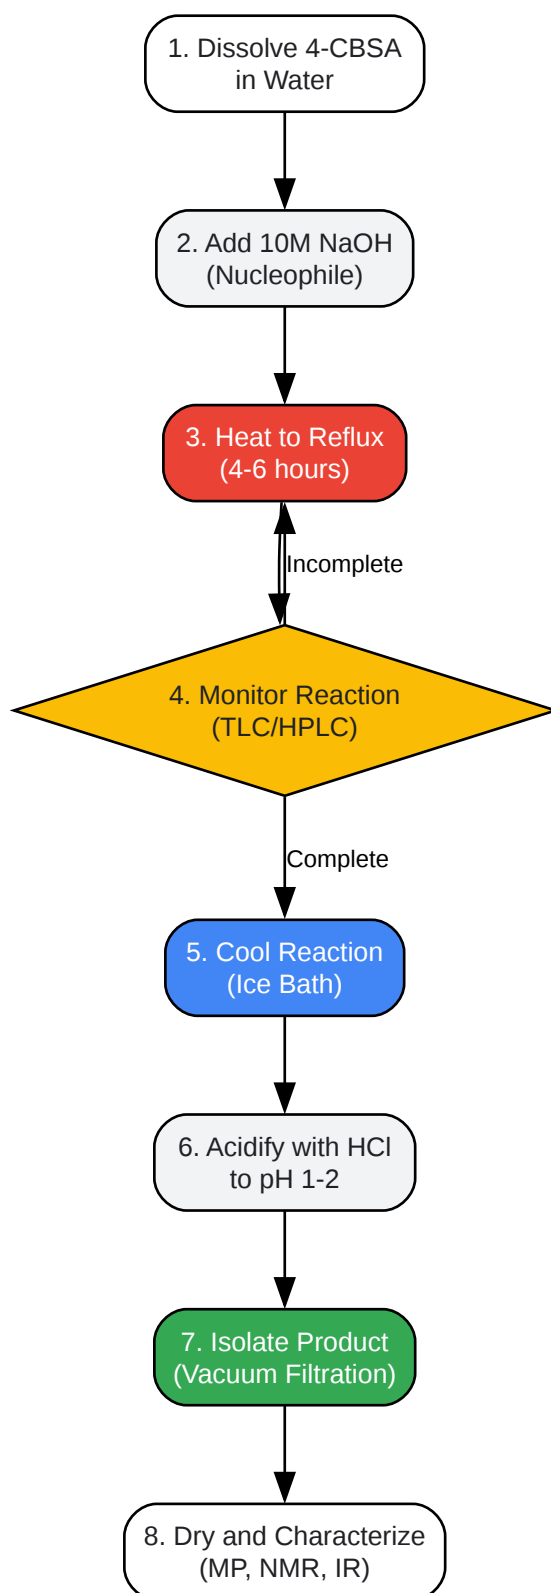 1. Dissolve 4-CBSA
in Water
2. Add 10M NaOH
(Nucleophile)
3. Heat to Reflux
(4-6 hours)
Incomplete
4. Monitor Reaction
(TLC/HPLC)
Complete
5. Cool Reaction
(Ice Bath)
6. Acidify with HCl
to pH 1-2
7. Isolate Product
(Vacuum Filtration)
8. Dry and Characterize
(MP, NMR, IR)